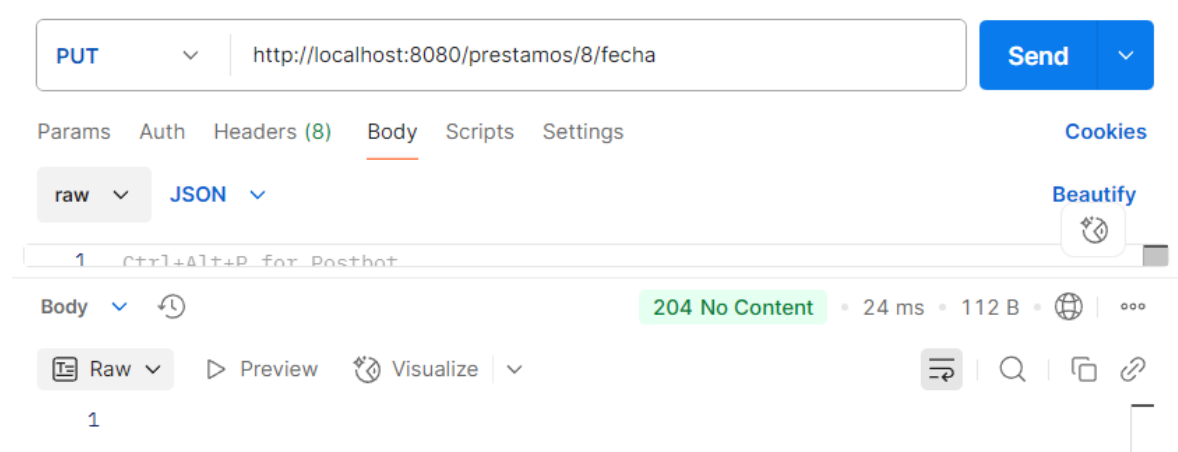 PUT http://localhost:8080/prestamos/8/fecha Send
Params Auth Headers (8) Body Scripts Settings Cookies
raw JSON Beautify
1 Ctrl+Alt+P for Postbot
Body 204 No Content • 24 ms • 112 B •
Raw Preview Visualize
1